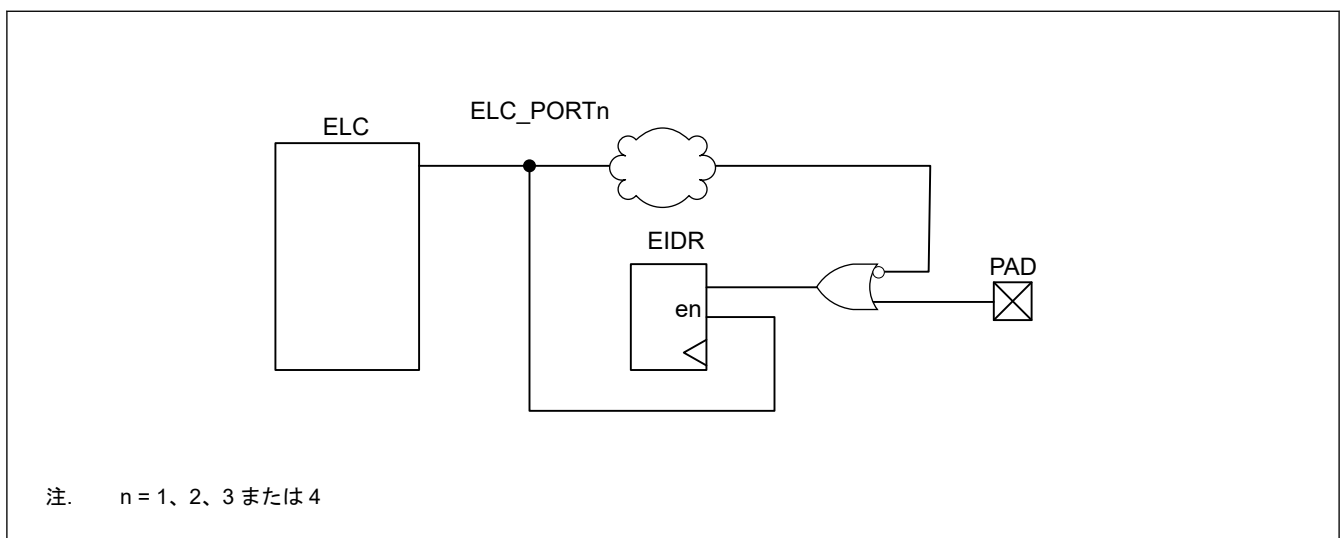 ELC_PORTn
ELC
EIDR
PAD
en
注. n = 1、2、3 または 4